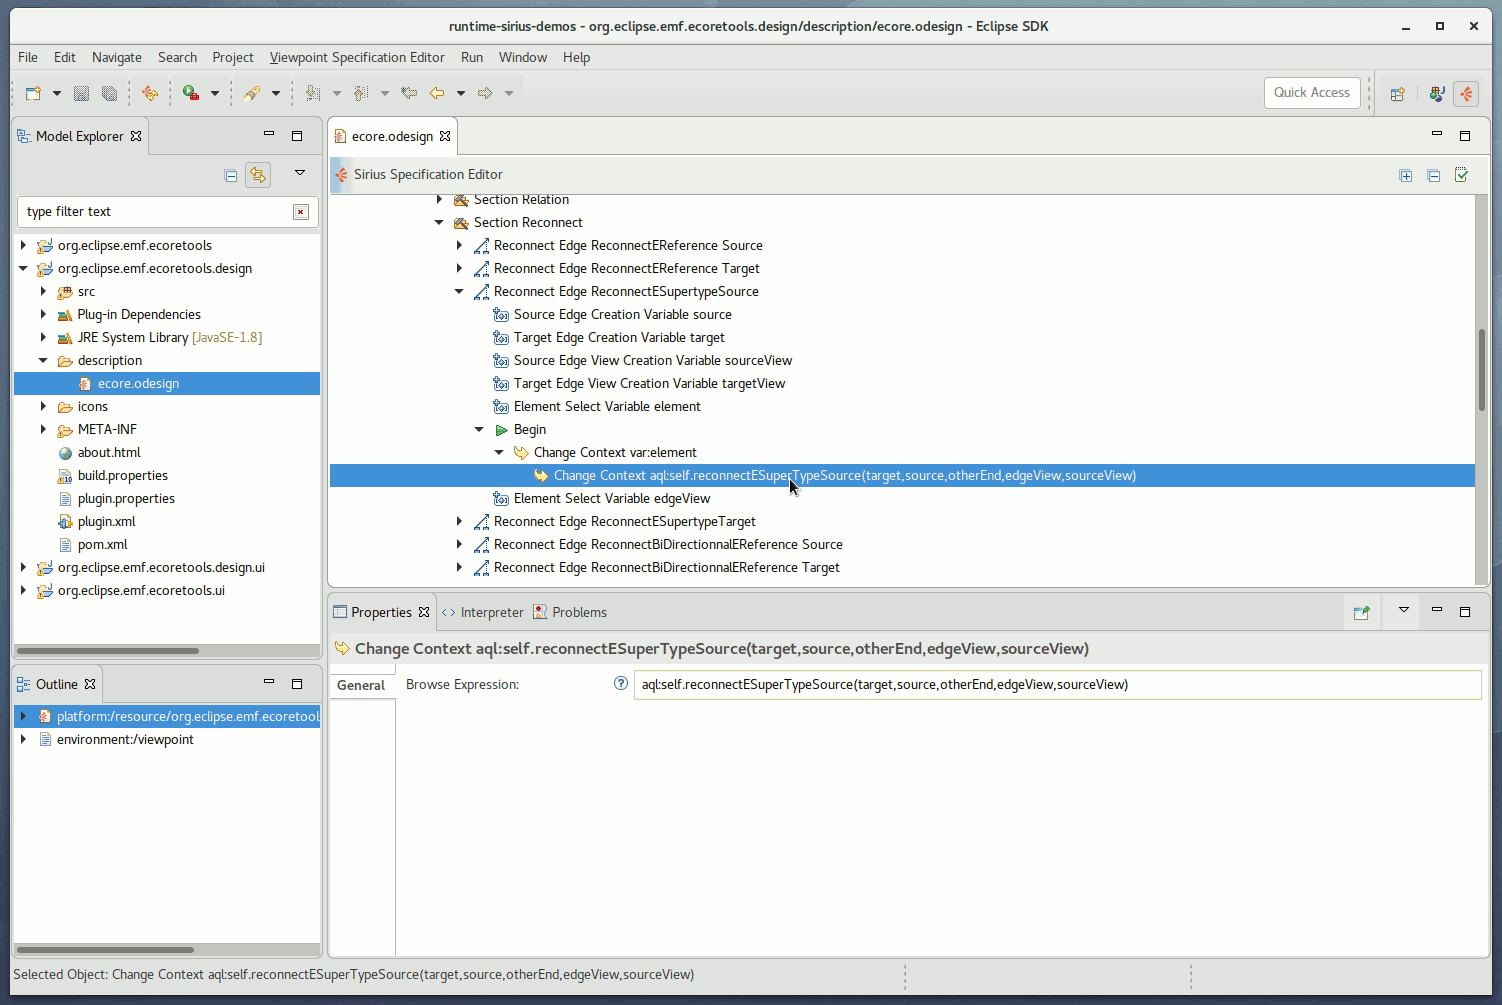 runtime-sirius-demos - org.eclipse.emf.ecoretools.design/description/ecore.odesign - Eclipse SDK
File Edit Navigate Search Project Viewpoint Specification Editor Run Window Help
Quick Access
Model Explorer
type filter text
org.eclipse.emf.ecoretools
org.eclipse.emf.ecoretools.design
src
Plug-in Dependencies
JRE System Library [JavaSE-1.8]
description
ecore.odesign
icons
META-INF
about.html
build.properties
plugin.properties
plugin.xml
pom.xml
org.eclipse.emf.ecoretools.design.ui
org.eclipse.emf.ecoretools.ui
Outline
platform:/resource/org.eclipse.emf.ecoretool
environment:/viewpoint
ecore.odesign
Sirius Specification Editor
Section Relation
Section Reconnect
Reconnect Edge ReconnectEReference Source
Reconnect Edge ReconnectEReference Target
Reconnect Edge ReconnectESupertypeSource
Source Edge Creation Variable source
Target Edge Creation Variable target
Source Edge View Creation Variable sourceView
Target Edge View Creation Variable targetView
Element Select Variable element
Begin
Change Context var:element
Change Context aql:self.reconnectESuperTypeSource(target,source,otherEnd,edgeView,sourceView)
Element Select Variable edgeView
Reconnect Edge ReconnectESupertypeTarget
Reconnect Edge ReconnectBiDirectionnalEReference Source
Reconnect Edge ReconnectBiDirectionnalEReference Target
Properties Interpreter Problems
Change Context aql:self.reconnectESuperTypeSource(target,source,otherEnd,edgeView,sourceView)
General
Browse Expression: aql:self.reconnectESuperTypeSource(target,source,otherEnd,edgeView,sourceView)
Selected Object: Change Context aql:self.reconnectESuperTypeSource(target,source,otherEnd,edgeView,sourceView)